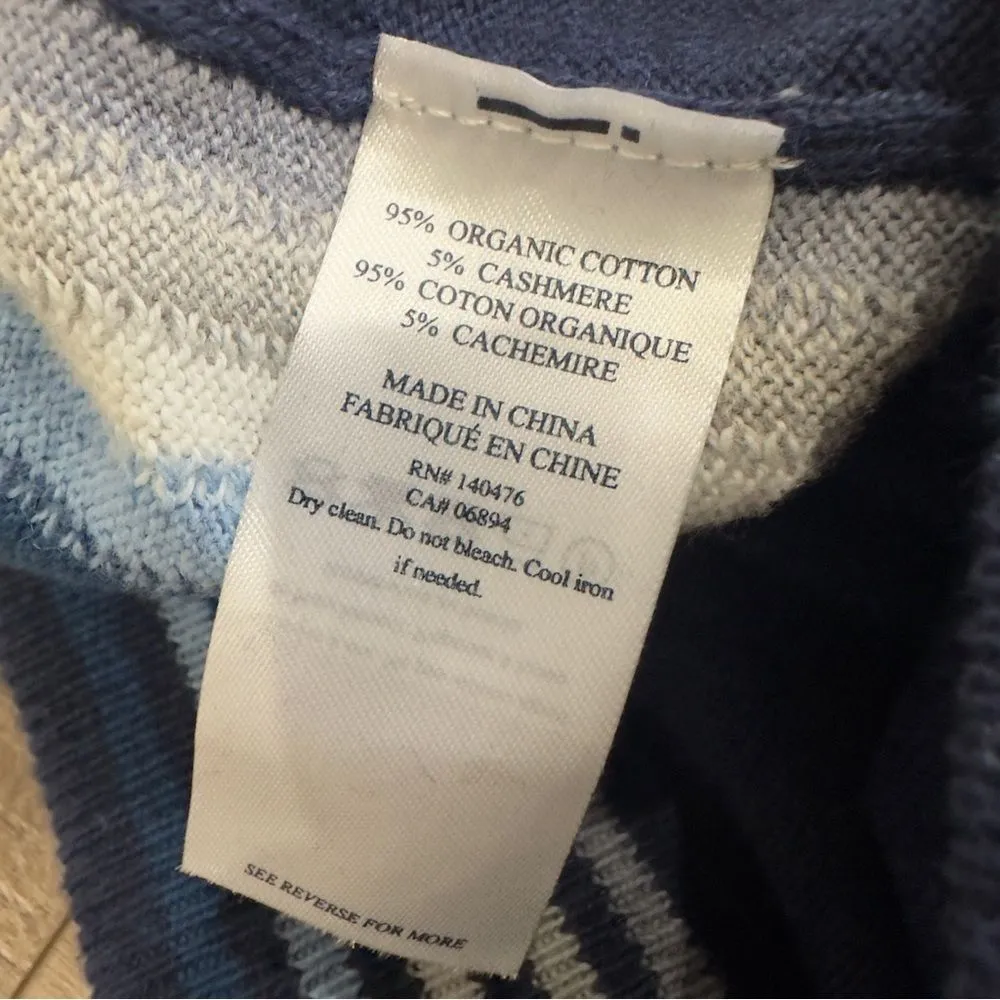 95% ORGANIC COTTON
5% CASHMERE
95% COTON ORGANIQUE
5% CACHEMIRE
MADE IN CHINA
FABRIQUÉ EN CHINE
RN# 140476
CA# 06894
Dry clean. Do not bleach. Cool iron
if needed.
SEE REVERSE FOR MORE